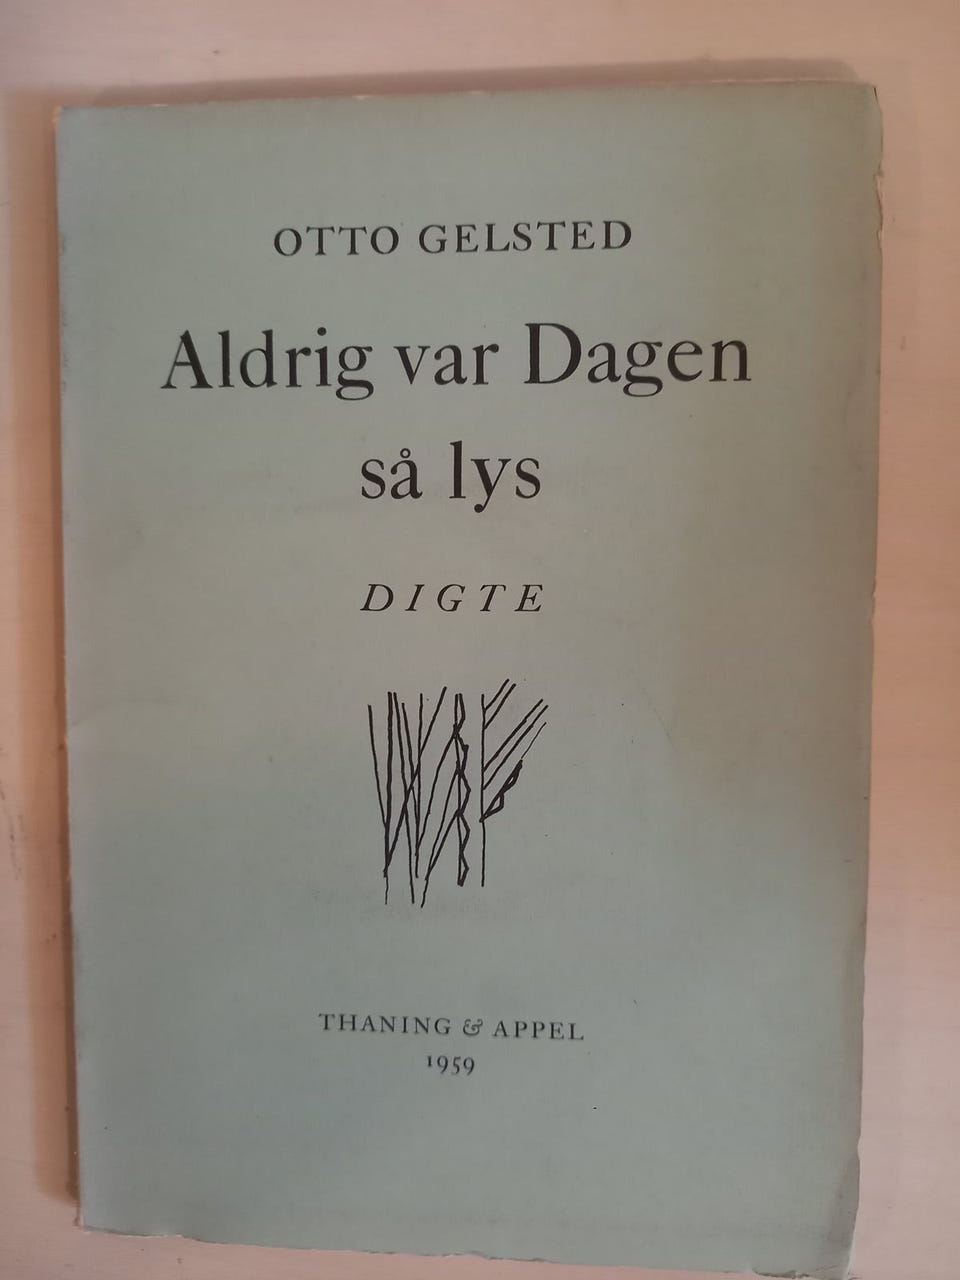 OTTO GELSTED
Aldrig var Dagen
så lys
DIGTE
THANING & APPEL
1959